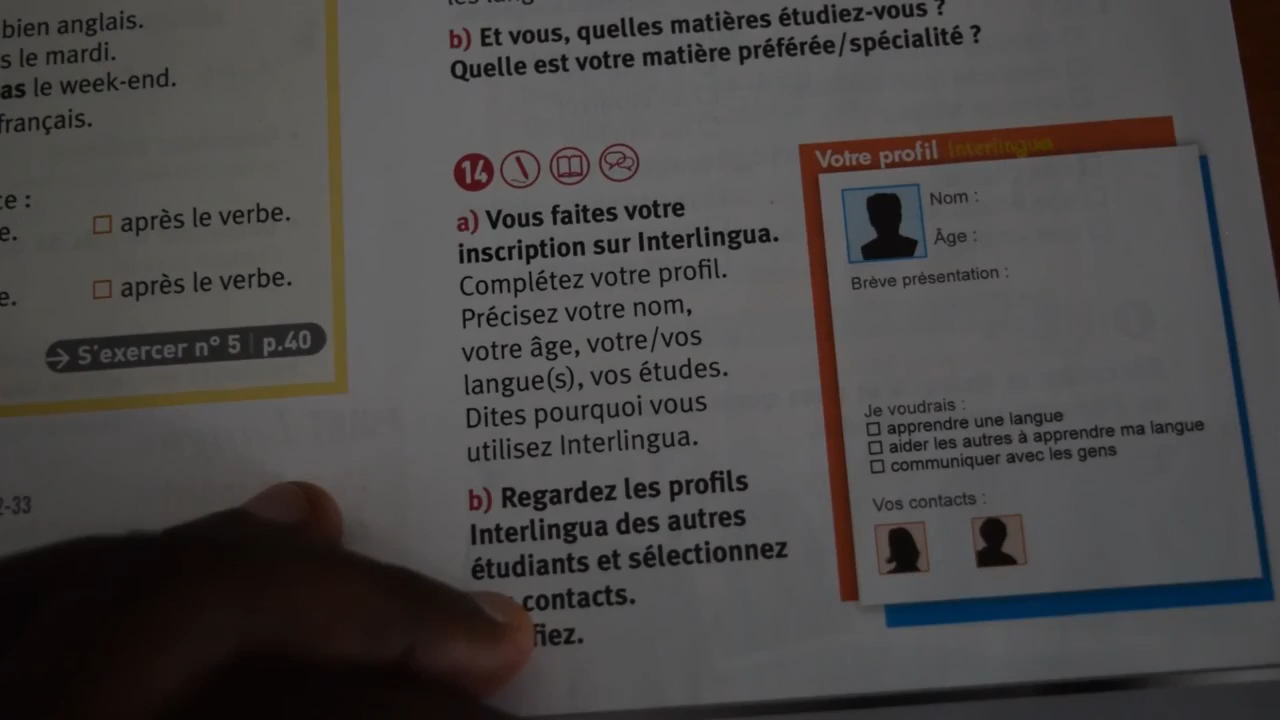 bien anglais.
s le mardi.
as le week-end.
français.
e :
e.
☐ après le verbe.
e.
☐ après le verbe.
→ S'exercer n° 5 | p.40
2-33
b) Et vous, quelles matières étudiez-vous ?
Quelle est votre matière préférée/spécialité ?
14
a) Vous faites votre
inscription sur Interlingua.
Complétez votre profil.
Précisez votre nom,
votre âge, votre/vos
langue(s), vos études.
Dites pourquoi vous
utilisez Interlingua.
b) Regardez les profils
Interlingua des autres
étudiants et sélectionnez
contacts.
fiez.
Votre profil Interlingua
Nom :
Âge :
Brève présentation :
Je voudrais :
☐ apprendre une langue
☐ aider les autres à apprendre ma langue
☐ communiquer avec les gens
Vos contacts :